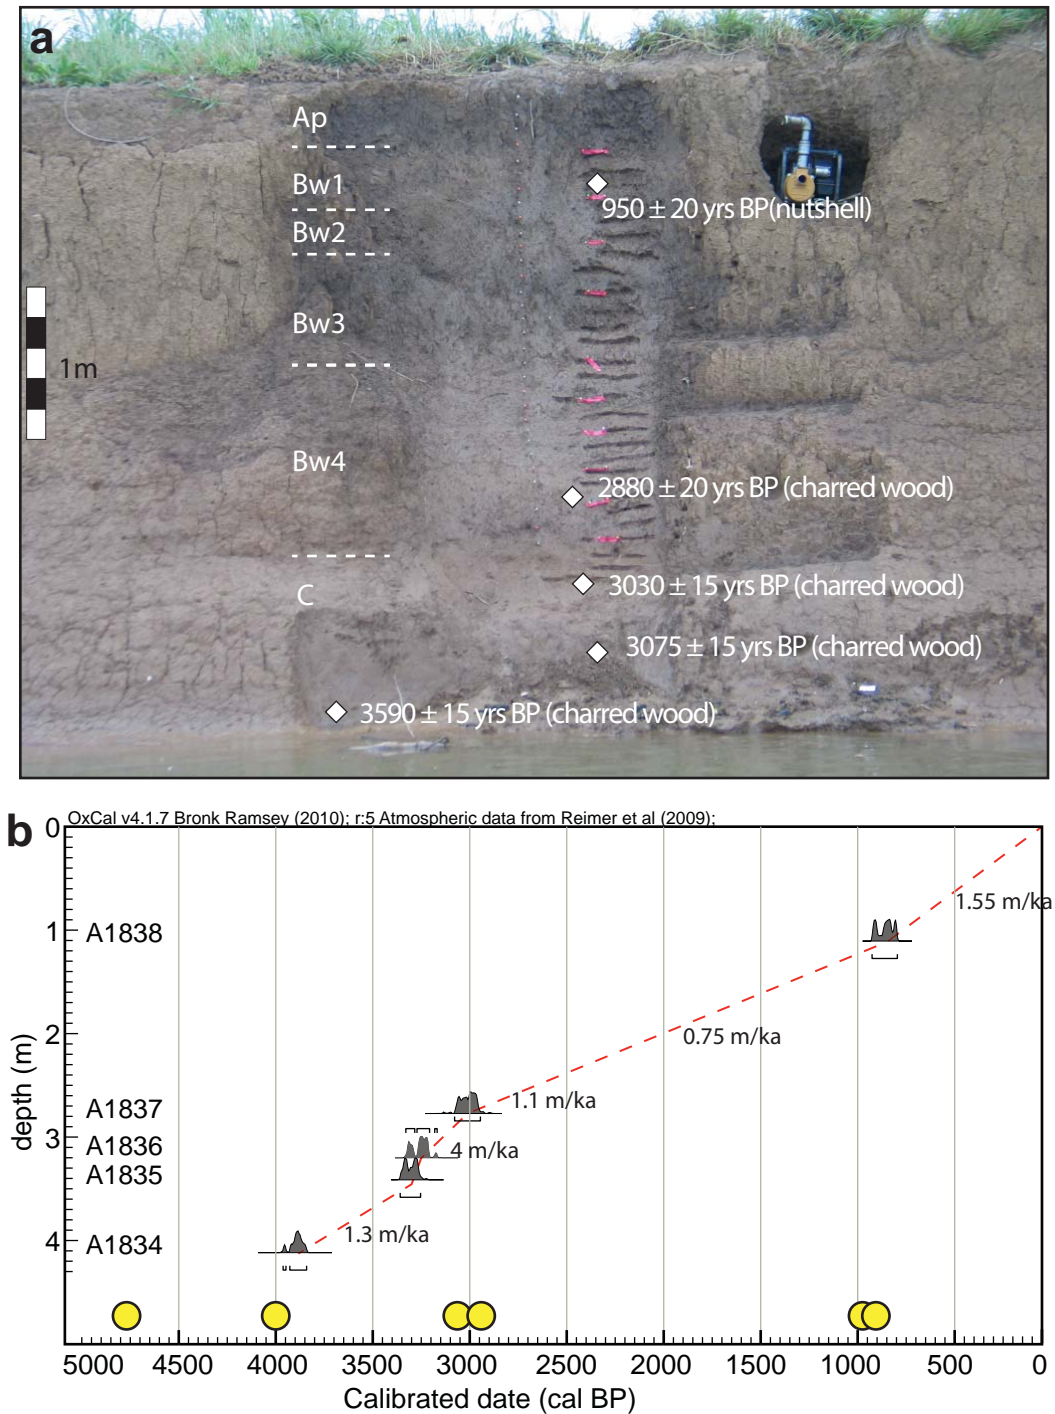 a
Ap
Bw1
950 ± 20 yrs BP(nutshell)
Bw2
Bw3
1m
Bw4
2880 ± 20 yrs BP (charred wood)
3030 ± 15 yrs BP (charred wood)
C
3075 ± 15 yrs BP (charred wood)
3590 ± 15 yrs BP (charred wood)
b
OxCal v4.1.7 Bronk Ramsey (2010); r:5 Atmospheric data from Reimer et al (2009);
0
1.55 m/ka
1
A1838
2
0.75 m/ka
depth (m)
A1837
1.1 m/ka
3
A1836
4 m/ka
A1835
1.3 m/ka
4
A1834
5000 4500 4000 3500 3000 2500 2000 1500 1000 500 0
Calibrated date (cal BP)